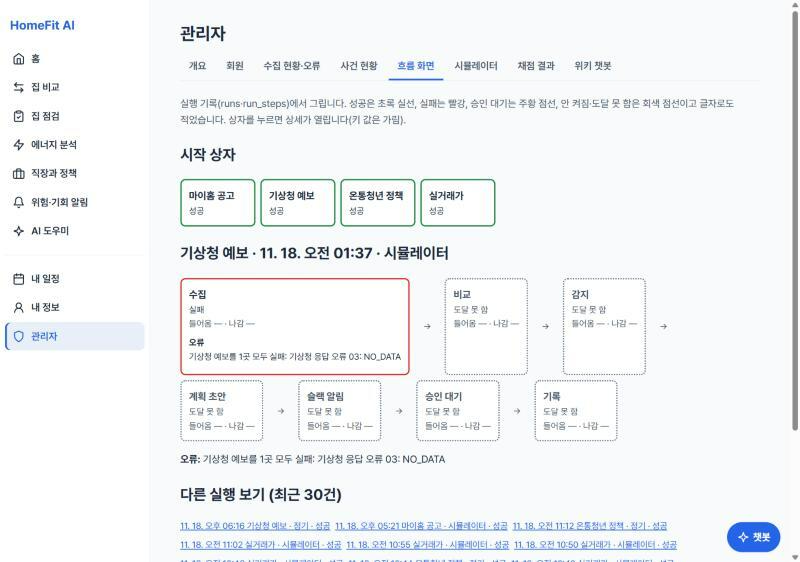 HomeFit AI
홈
집 비교
집 점검
에너지 분석
직장과 정책
위험·기회 알림
AI 도우미
내 일정
내 정보
관리자
관리자
개요 회원 수집 현황·오류 사건 현황 흐름 화면 시뮬레이터 채점 결과 위키 챗봇
실행 기록(runs·run_steps)에서 그립니다. 성공은 초록 실선, 실패는 빨강, 승인 대기는 주황 점선, 안 켜짐·도달 못 함은 회색 점선이고 글자로도
적었습니다. 상자를 누르면 상세가 열립니다(키 값은 가림).
시작 상자
마이홈 공고
성공
기상청 예보
성공
온통청년 정책
성공
실거래가
성공
기상청 예보 · 11. 18. 오전 01:37 · 시뮬레이터
수집
실패
들어옴 — · 나감 —
오류
기상청 예보를 1곳 모두 실패: 기상청 응답 오류 03: NO_DATA
→
비교
도달 못 함
들어옴 — · 나감 —
→
감지
도달 못 함
들어옴 — · 나감 —
→
계획 초안
도달 못 함
들어옴 — · 나감 —
→
슬랙 알림
도달 못 함
들어옴 — · 나감 —
→
승인 대기
도달 못 함
들어옴 — · 나감 —
→
기록
도달 못 함
들어옴 — · 나감 —
오류: 기상청 예보를 1곳 모두 실패: 기상청 응답 오류 03: NO_DATA
다른 실행 보기 (최근 30건)
11. 18. 오후 06:16 기상청 예보 · 정기 · 성공 11. 18. 오후 05:21 마이홈 공고 · 시뮬레이터 · 성공 11. 18. 오전 11:12 온통청년 정책 · 정기 · 성공
11. 18. 오전 11:02 실거래가 · 시뮬레이터 · 성공 11. 18. 오전 10:55 실거래가 · 시뮬레이터 · 성공 11. 18. 오전 10:50 실거래가 · 시뮬레이터 · 성공
챗봇